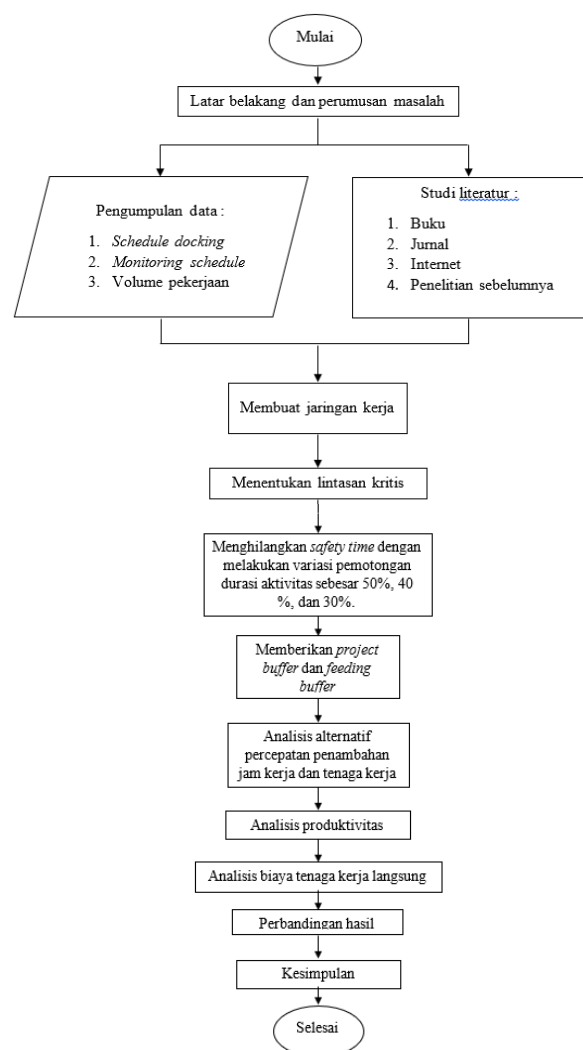 Mulai
Latar belakang dan perumusan masalah
Pengumpulan data :
1. Schedule docking
2. Monitoring schedule
3. Volume pekerjaan
Studi literatur :
1. Buku
2. Jurnal
3. Internet
4. Penelitian sebelumnya
Membuat jaringan kerja
Menentukan lintasan kritis
Menghilangkan safety time dengan
melakukan variasi pemotongan
durasi aktivitas sebesar 50%, 40
%, dan 30%.
Memberikan project
buffer dan feeding
buffer
Analisis alternatif
percepatan penambahan
jam kerja dan tenaga kerja
Analisis produktivitas
Analisis biaya tenaga kerja langsung
Perbandingan hasil
Kesimpulan
Selesai